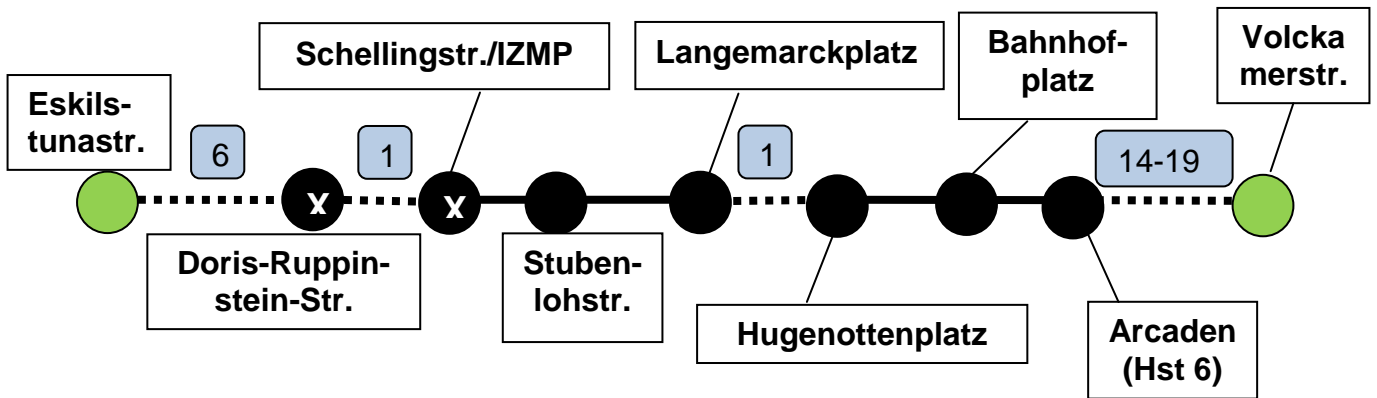 Eskils-
tunastr.
6
Doris-Ruppin-
stein-Str.
x
1
Schellingstr./IZMP
x
Stuben-
lohstr.
Langemarckplatz
1
Hugenottenplatz
Bahnhof-
platz
Arcaden
(Hst 6)
14-19
Volcka
merstr.